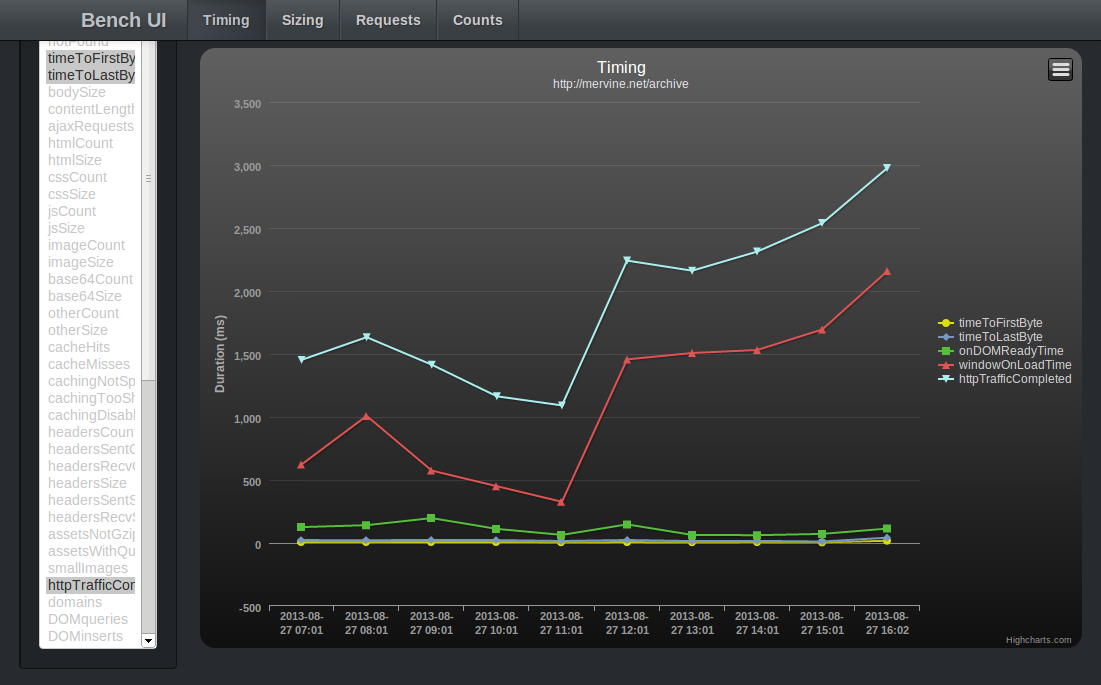 Bench UI
Timing
Sizing
Requests
Counts
timeToFirstBy
timeToLastBy
bodySize
contentLength
ajaxRequests
htmlCount
htmlSize
cssCount
cssSize
jsCount
jsSize
imageCount
imageSize
base64Count
base64Size
otherCount
otherSize
cacheHits
cacheMisses
cachingNotSp
cachingTooSh
cachingDisabl
headersCoun
headersSentC
headersRecvC
headersSize
headersSentS
headersRecvS
assetsNotGzip
assetsWithQu
smallImages
httpTrafficCon
domains
DOMqueries
DOMinserts
Timing
http://mervine.net/archive
3,500
3,000
2,500
2,000
1,500
1,000
500
0
-500
Duration (ms)
2013-08-27 07:01
2013-08-27 08:01
2013-08-27 09:01
2013-08-27 10:01
2013-08-27 11:01
2013-08-27 12:01
2013-08-27 13:01
2013-08-27 14:01
2013-08-27 15:01
2013-08-27 16:02
timeToFirstByte
timeToLastByte
onDOMReadyTime
windowOnLoadTime
httpTrafficCompleted
Highcharts.com